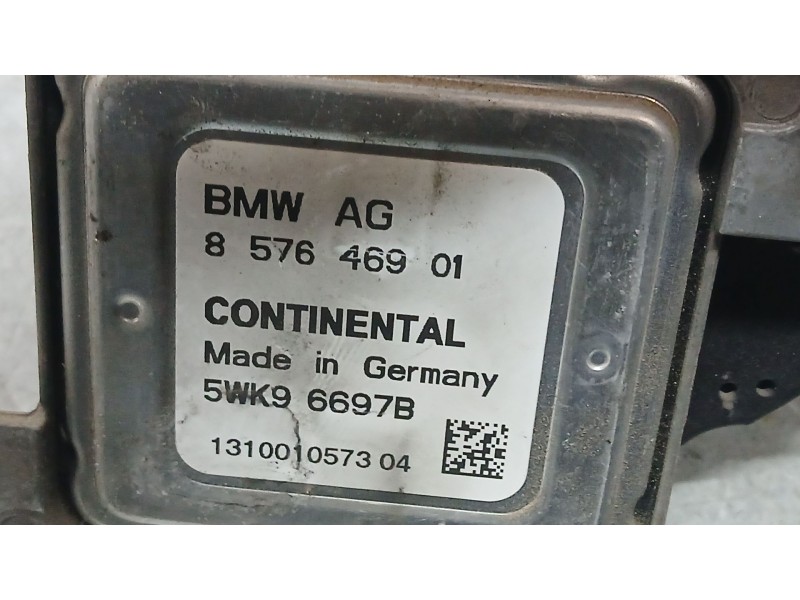 BMW AG
8 576 469 01
CONTINENTAL
Made in Germany
5WK9 6697B
1310010573 04